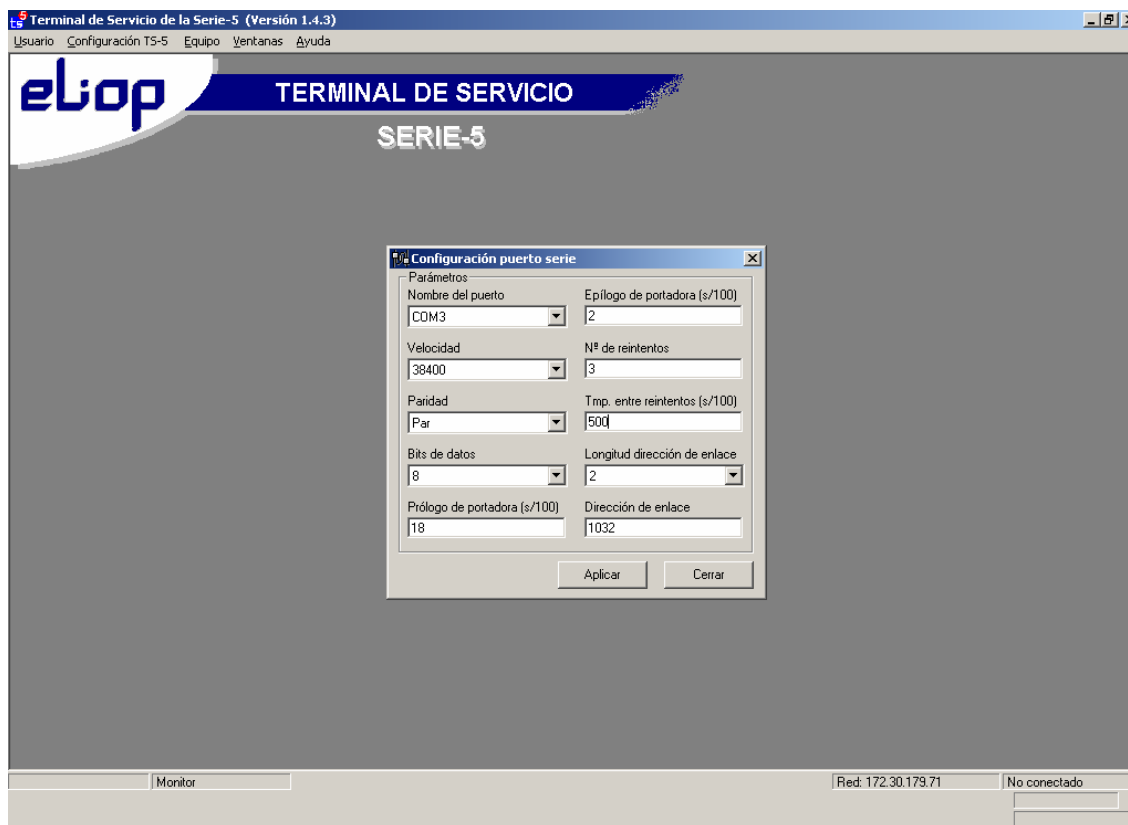 ts5 Terminal de Servicio de la Serie-5 (Versión 1.4.3)
Usuario Configuración TS-5 Equipo Ventanas Ayuda
eliop
TERMINAL DE SERVICIO
SERIE-5
Configuración puerto serie
Parámetros
Nombre del puerto Epílogo de portadora (s/100)
COM3 2
Velocidad Nº de reintentos
38400 3
Paridad Tmp. entre reintentos (s/100)
Par 500
Bits de datos Longitud dirección de enlace
8 2
Prólogo de portadora (s/100) Dirección de enlace
18 1032
Aplicar Cerrar
Monitor Red: 172.30.179.71 No conectado